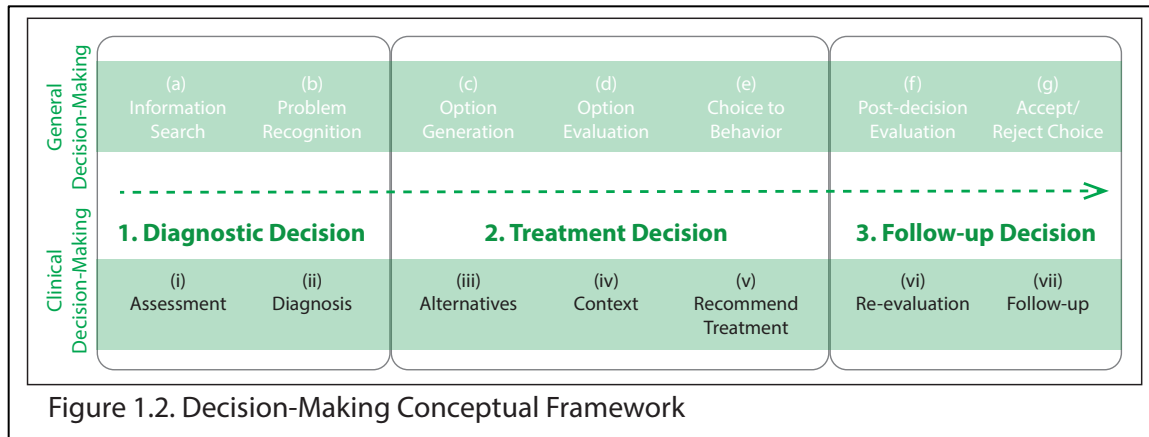 General
Decision-Making
(a)
Information
Search
(b)
Problem
Recognition
(c)
Option
Generation
(d)
Option
Evaluation
(e)
Choice to
Behavior
(f)
Post-decision
Evaluation
(g)
Accept/
Reject Choice
1. Diagnostic Decision
2. Treatment Decision
3. Follow-up Decision
Clinical
Decision-Making
(i)
Assessment
(ii)
Diagnosis
(iii)
Alternatives
(iv)
Context
(v)
Recommend
Treatment
(vi)
Re-evaluation
(vii)
Follow-up
Figure 1.2. Decision-Making Conceptual Framework